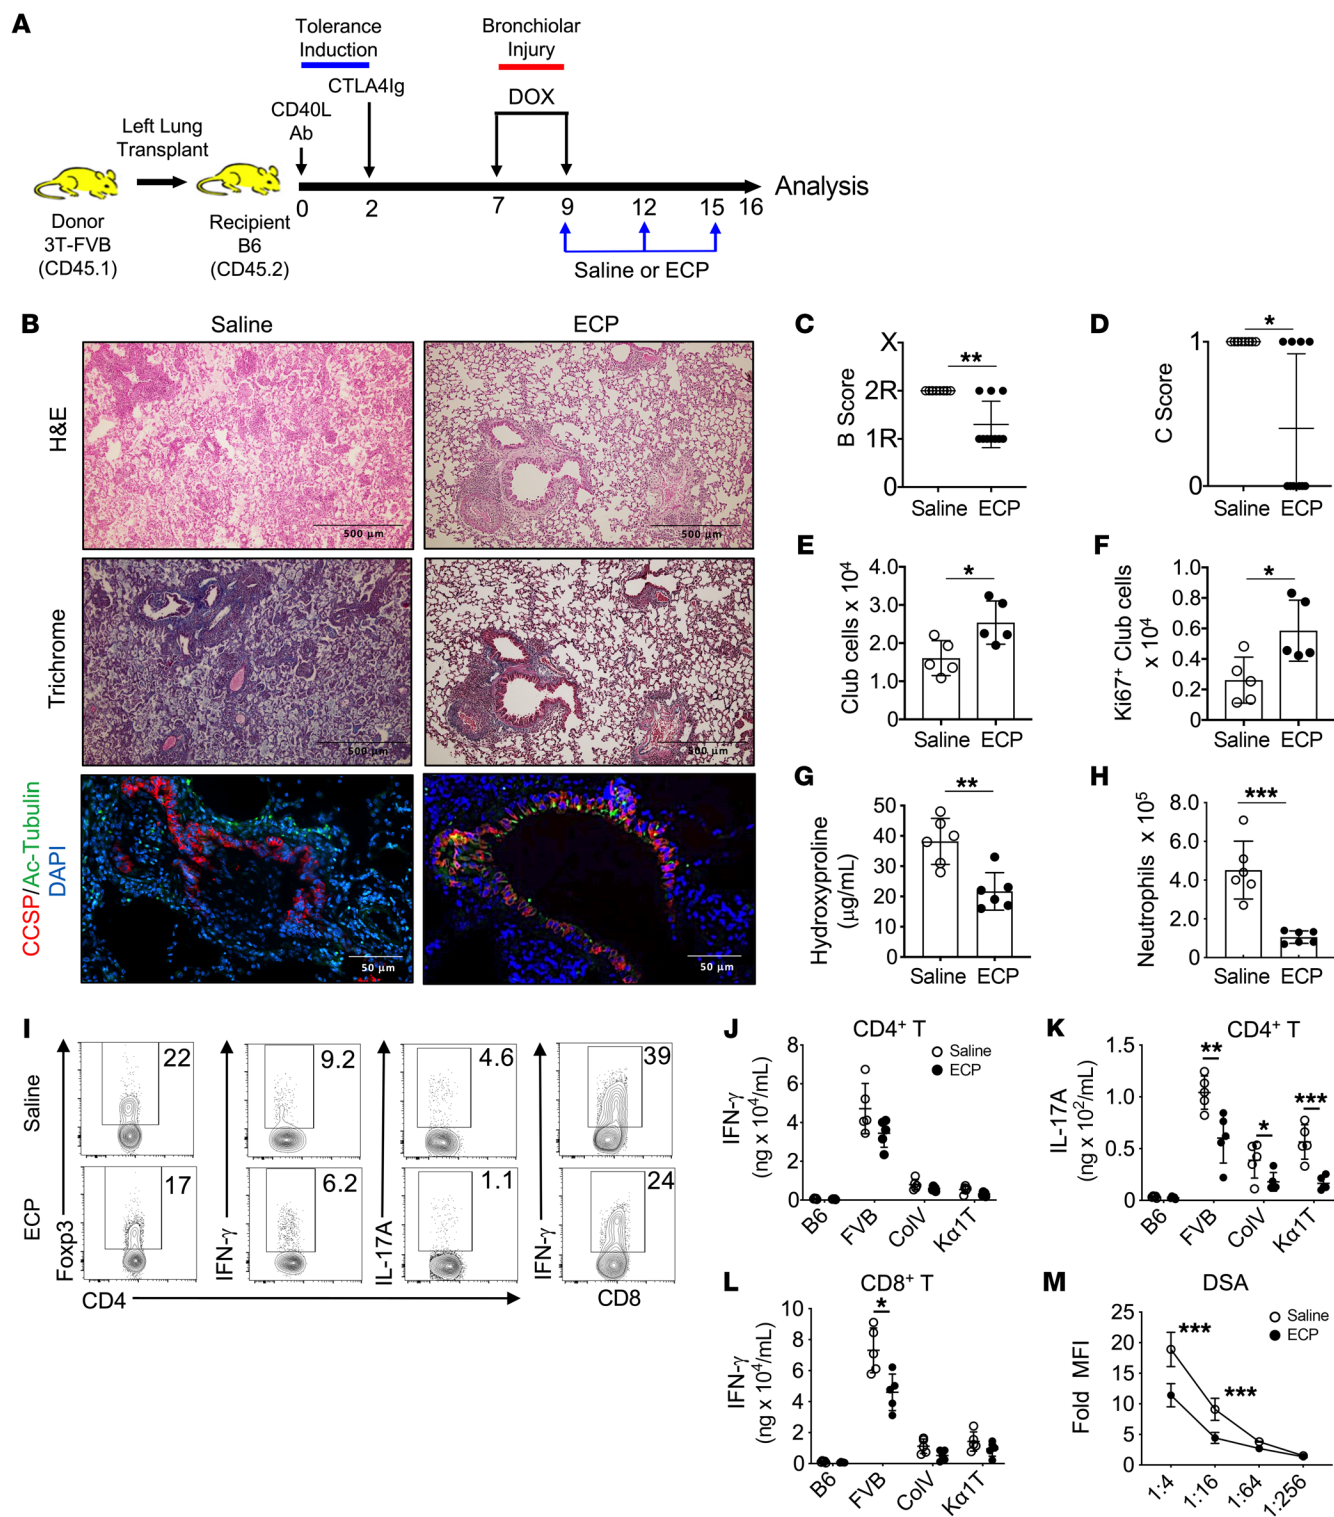 A
Tolerance
Induction
Bronchiolar
Injury
CTLA4Ig
DOX
CD40L
Ab
Left Lung
Transplant
Analysis
0 2 7 9 12 15 16
Donor
3T-FVB
(CD45.1)
Recipient
B6
(CD45.2)
Saline or ECP
B
Saline ECP
H&E
500 µm 500 µm
Trichrome
500 µm 500 µm
CCSP/Ac-Tubulin
DAPI
50 µm 50 µm
C
B Score
X
2R
1R
0
**
Saline ECP
D
C Score
1
0
*
Saline ECP
E
Club cells x 10⁴
4.0
3.0
2.0
1.0
0
*
Saline ECP
F
Ki67⁺ Club cells
x 10⁴
1.0
0.8
0.6
0.4
0.2
0
*
Saline ECP
G
Hydroxyproline
(µg/mL)
50
40
30
20
10
0
**
Saline ECP
H
Neutrophils x 10⁵
8.0
6.0
4.0
2.0
0
***
Saline ECP
I
Saline
22 9.2 4.6 39
ECP
17 6.2 1.1 24
Foxp3
IFN-γ
IL-17A
IFN-γ
CD4 CD8
J
CD4⁺ T
Saline
ECP
IFN-γ
(ng x 10⁴/mL)
8
6
4
2
0
B6 FVB ColV Kα1T
K
CD4⁺ T
IL-17A
(ng x 10²/mL)
1.5
1.0
0.5
0
** * ***
B6 FVB ColV Kα1T
L
CD8⁺ T
IFN-γ
(ng x 10⁴/mL)
10
8
6
4
2
0
*
B6 FVB ColV Kα1T
M
DSA
Saline
ECP
Fold MFI
25
20
15
10
5
0
***
***
1:4 1:16 1:64 1:256